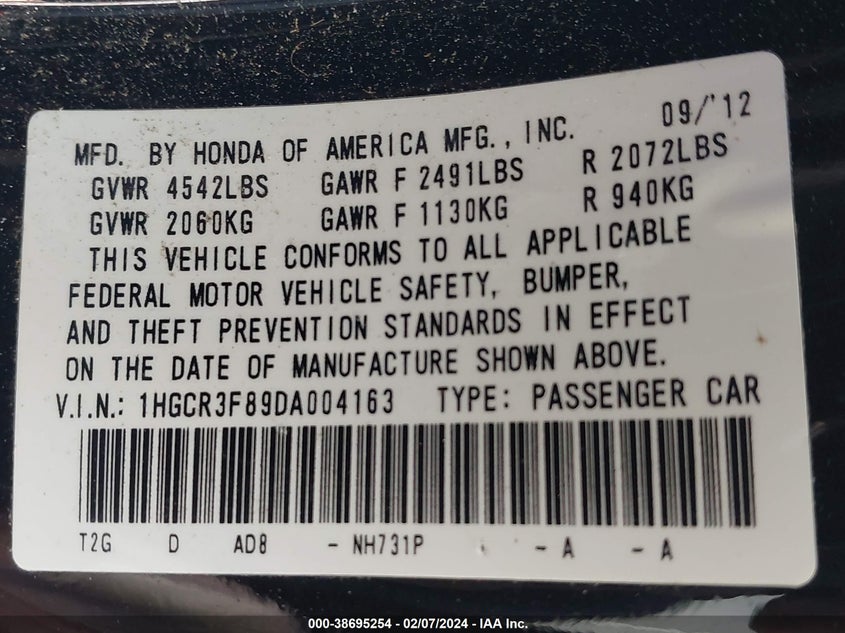 09/'12
MFD. BY HONDA OF AMERICA MFG., INC.
GVWR 4542LBS GAWR F 2491LBS R 2072LBS
GVWR 2060KG GAWR F 1130KG R 940KG
THIS VEHICLE CONFORMS TO ALL APPLICABLE
FEDERAL MOTOR VEHICLE SAFETY, BUMPER,
AND THEFT PREVENTION STANDARDS IN EFFECT
ON THE DATE OF MANUFACTURE SHOWN ABOVE.
V.I.N.: 1HGCR3F89DA004163 TYPE: PASSENGER CAR
T2G D AD8 - NH731P - A - A
000-38695254 - 02/07/2024 - IAA Inc.